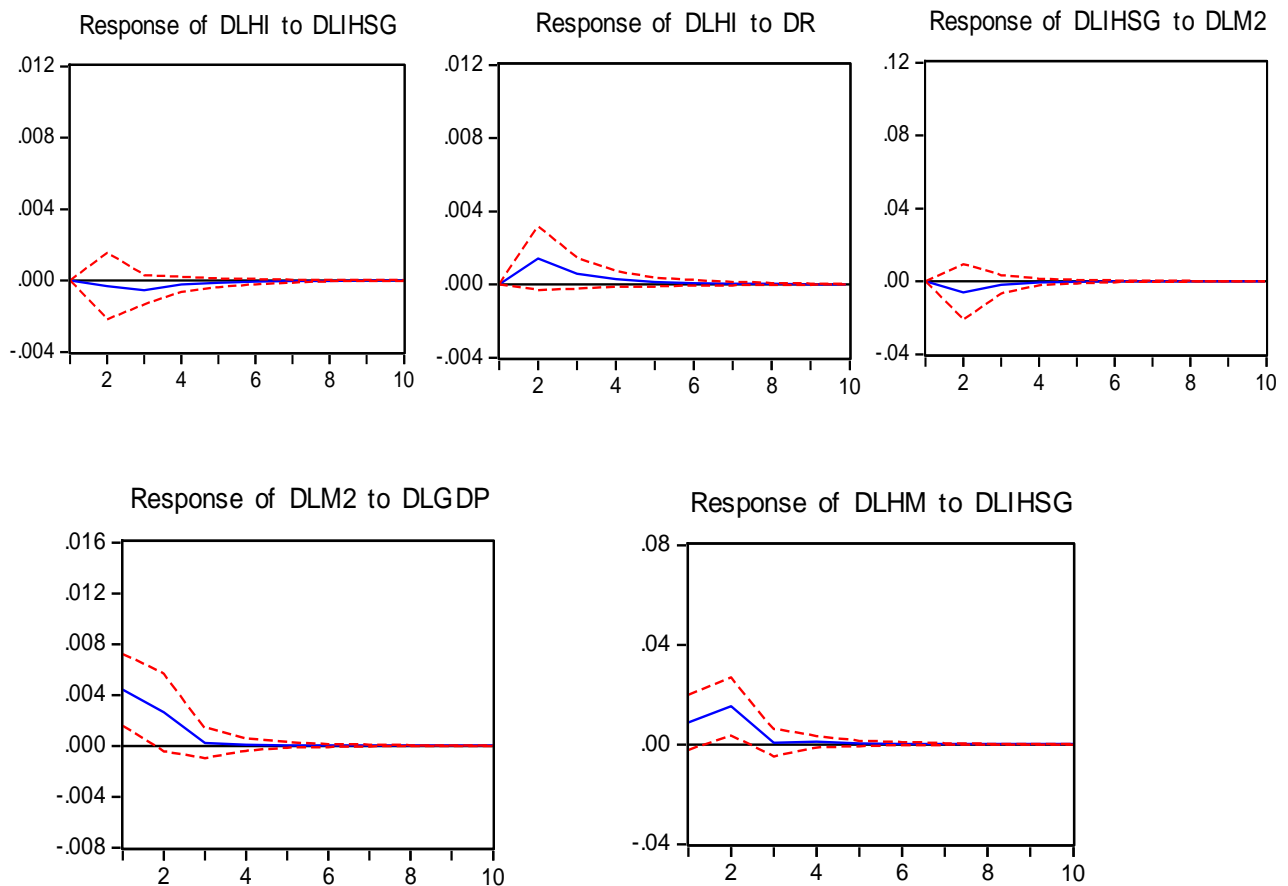 Response of DLHI to DLIHSG
.012
.008
.004
.000
-.004
2 4 6 8 10
Response of DLHI to DR
.012
.008
.004
.000
-.004
2 4 6 8 10
Response of DLIHSG to DLM2
.12
.08
.04
.00
-.04
2 4 6 8 10
Response of DLM2 to DLGDP
.016
.012
.008
.004
.000
-.004
-.008
2 4 6 8 10
Response of DLHM to DLIHSG
.08
.04
.00
-.04
2 4 6 8 10